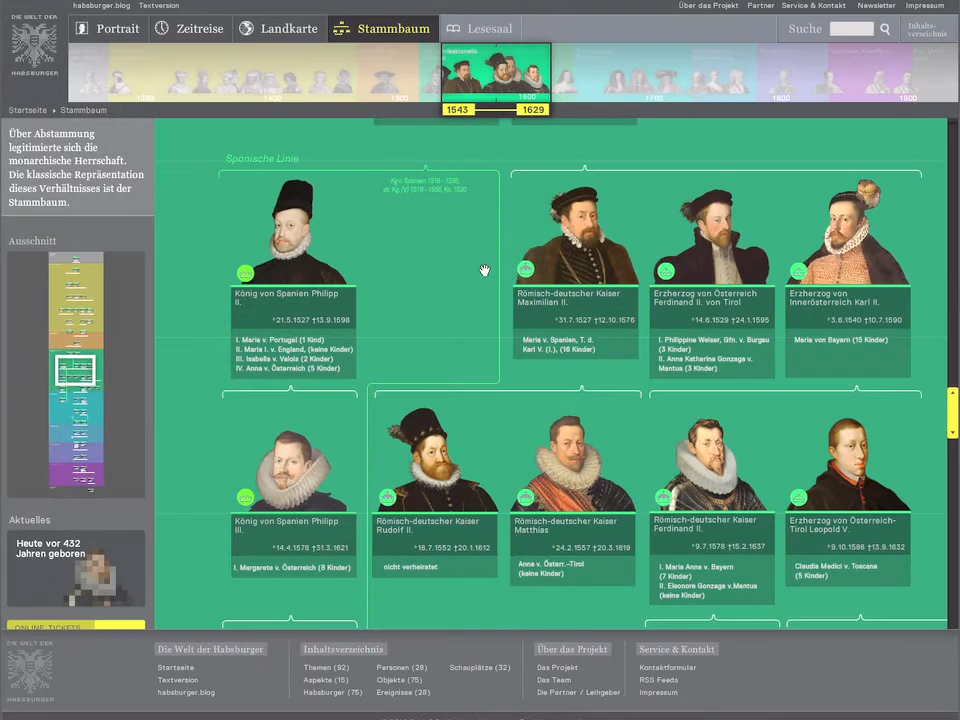 habsburger.blog Textversion
Über das Projekt Partner Service & Kontakt Newsletter Impressum
DIE WELT DER
HABSBURGER
Portrait Zeitreise Landkarte Stammbaum Lesesaal
Suche
Inhalts-
verzeichnis
1400 1500 1600 1700 1800 1900
1543 1629
Startseite Stammbaum
Über Abstammung
legitimierte sich die
monarchische Herrschaft.
Die klassische Repräsentation
dieses Verhältnisses ist der
Stammbaum.
Ausschnitt
Aktuelles
Heute vor 432
Jahren geboren
ONLINE TICKETS
Spanische Linie
König von Spanien Philipp
II.
*21.5.1527 †13.9.1598
I. Maria v. Portugal (1 Kind)
II. Maria I. v. England, (keine Kinder)
III. Isabella v. Valois (2 Kinder)
IV. Anna v. Österreich (5 Kinder)
Römisch-deutscher Kaiser
Maximilian II.
*31.7.1527 †12.10.1576
Maria v. Spanien, T. d.
Karl V. (I.), (16 Kinder)
Erzherzog von Österreich
Ferdinand II. von Tirol
*14.6.1529 †24.1.1595
I. Philippine Welser, Gfn. v. Burgau
(3 Kinder)
II. Anna Katharina Gonzaga v.
Mantua (3 Kinder)
Erzherzog von
Innerösterreich Karl II.
*3.6.1540 †10.7.1590
Maria von Bayern (15 Kinder)
König von Spanien Philipp
III.
*14.4.1578 †31.3.1621
I. Margarete v. Österreich (8 Kinder)
Römisch-deutscher Kaiser
Rudolf II.
*18.7.1552 †20.1.1612
nicht verheiratet
Römisch-deutscher Kaiser
Matthias
*24.2.1557 †20.3.1619
Anna v. Österr.-Tirol
(keine Kinder)
Römisch-deutscher Kaiser
Ferdinand II.
*9.7.1578 †15.2.1637
I. Maria Anna v. Bayern
(7 Kinder)
II. Eleonore Gonzaga v.Mantua
(keine Kinder)
Erzherzog von Österreich-
Tirol Leopold V.
*9.10.1586 †13.9.1632
Claudia Medici v. Toscana
(5 Kinder)
DIE WELT DER
HABSBURGER
Die Welt der Habsburger
Startseite
Textversion
habsburger.blog
Inhaltsverzeichnis
Themen (92) Personen (28) Schauplätze (32)
Aspekte (15) Objekte (75)
Habsburger (75) Ereignisse (28)
Über das Projekt
Das Projekt
Das Team
Die Partner / Leihgeber
Service & Kontakt
Kontaktformular
RSS Feeds
Impressum